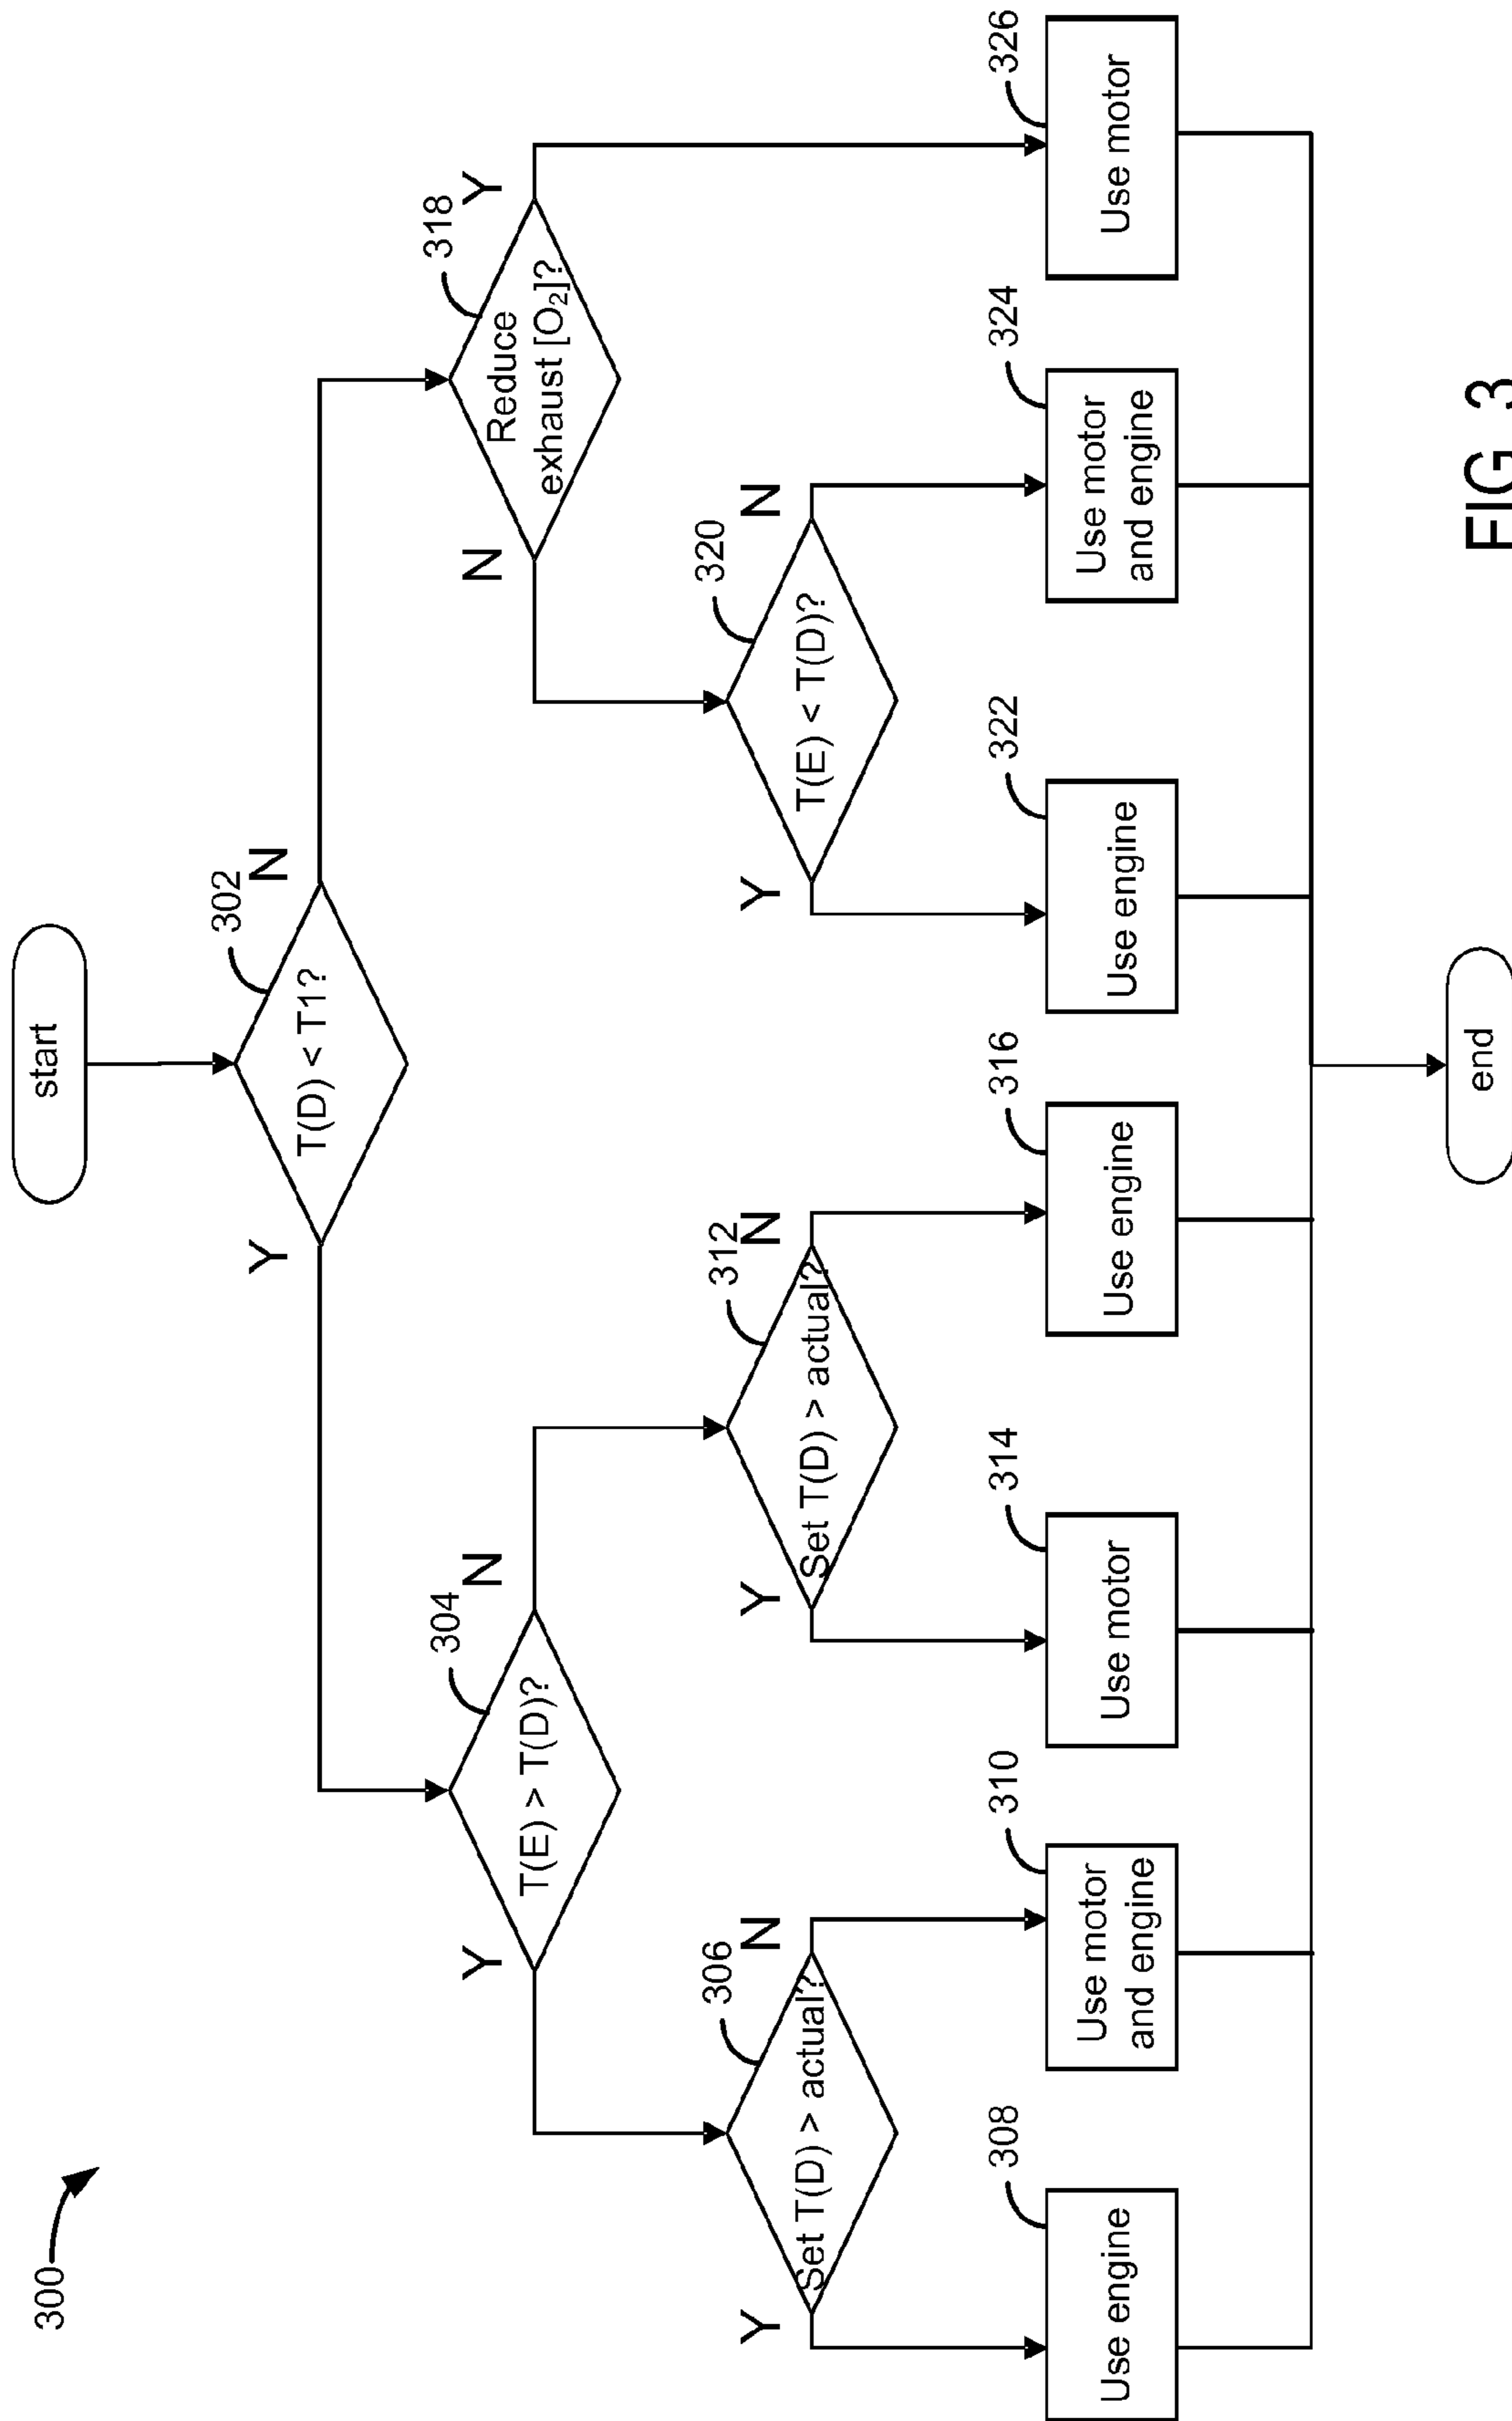 300
start
302
T(D) < T1?
Y
N
304
T(E) > T(D)?
Y
N
318
Reduce
exhaust [O₂]?
N
Y
306
Set T(D) > actual?
Y
N
312
Set T(D) > actual?
Y
N
320
T(E) < T(D)?
Y
N
308
Use engine
310
Use motor
and engine
314
Use motor
316
Use engine
322
Use engine
324
Use motor
and engine
326
Use motor
end
FIG. 3